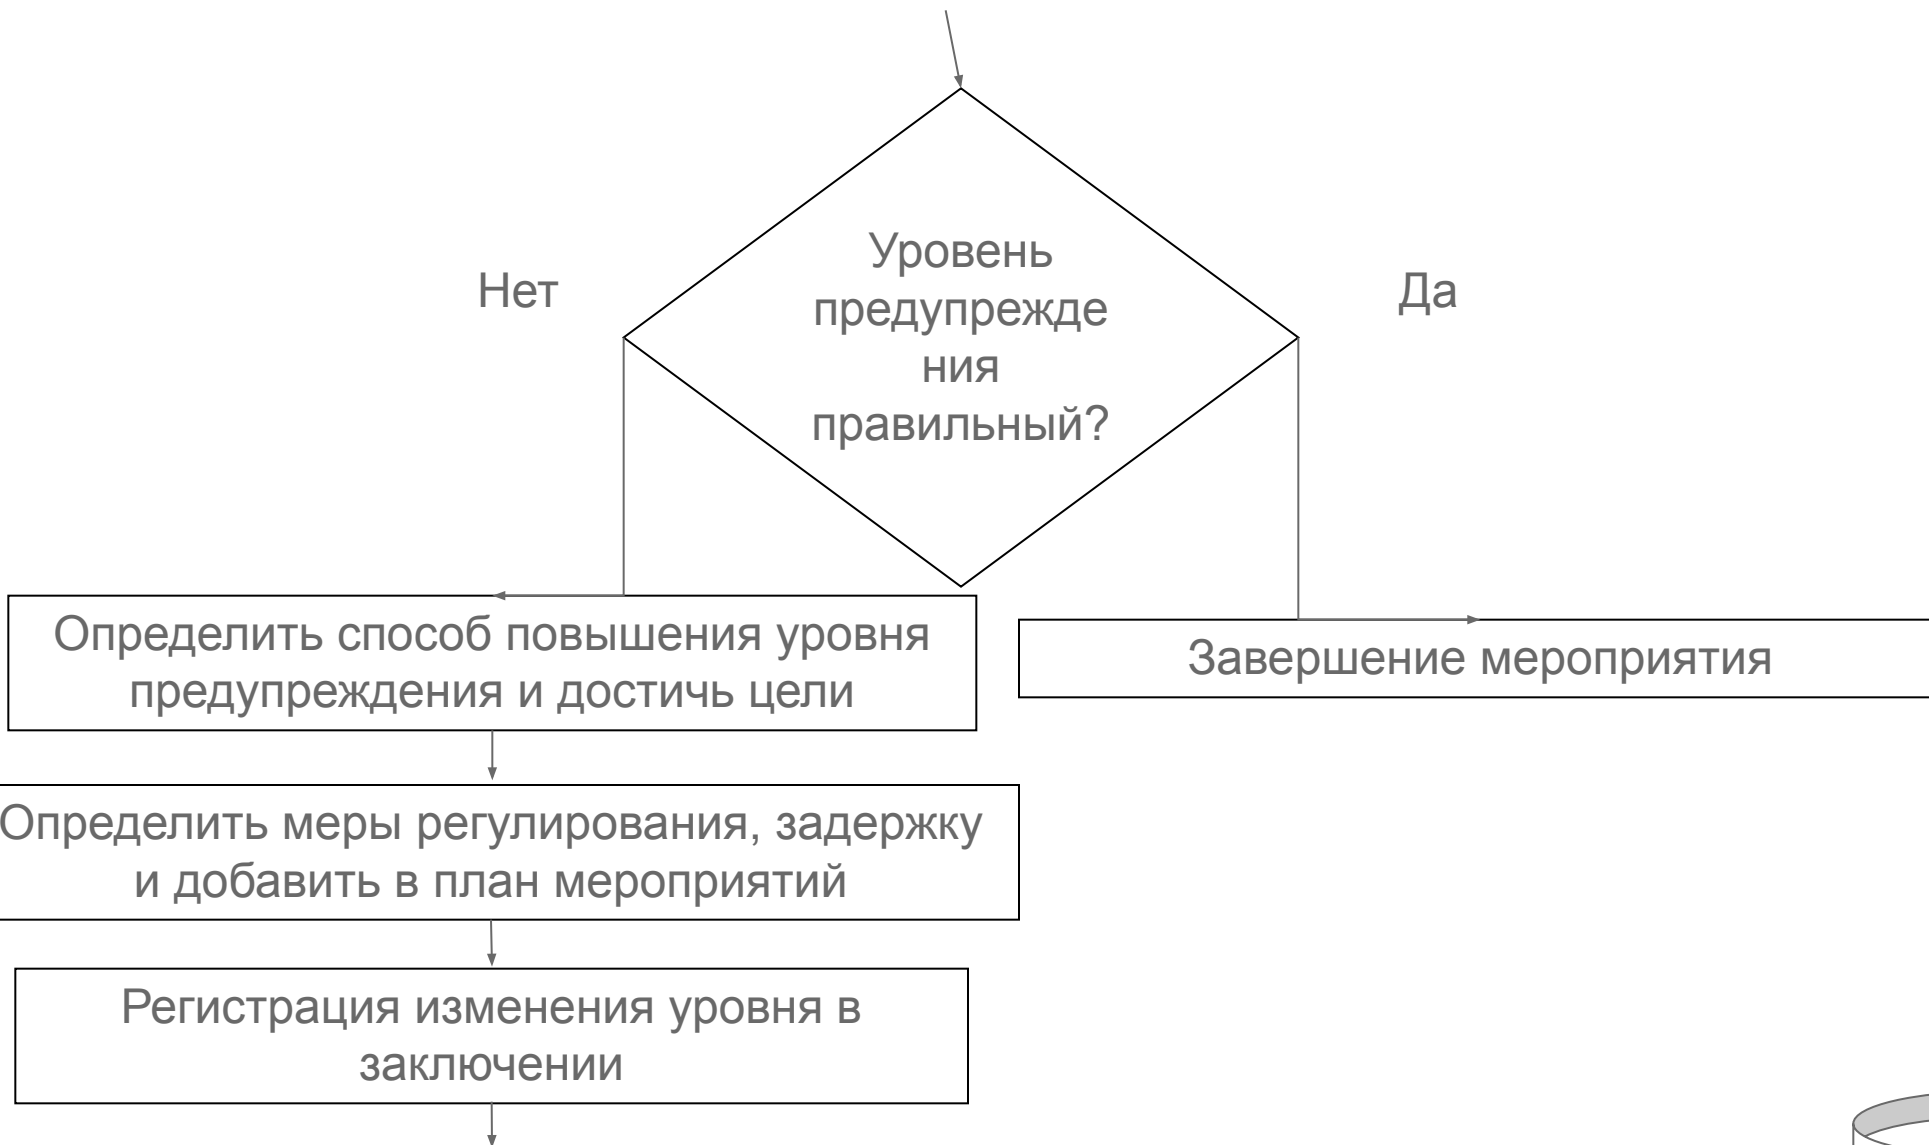 Уровень
предупрежде
ния
правильный?
Нет
Да
Определить способ повышения уровня
предупреждения и достичь цели
Завершение мероприятия
Определить меры регулирования, задержку
и добавить в план мероприятий
Регистрация изменения уровня в
заключении